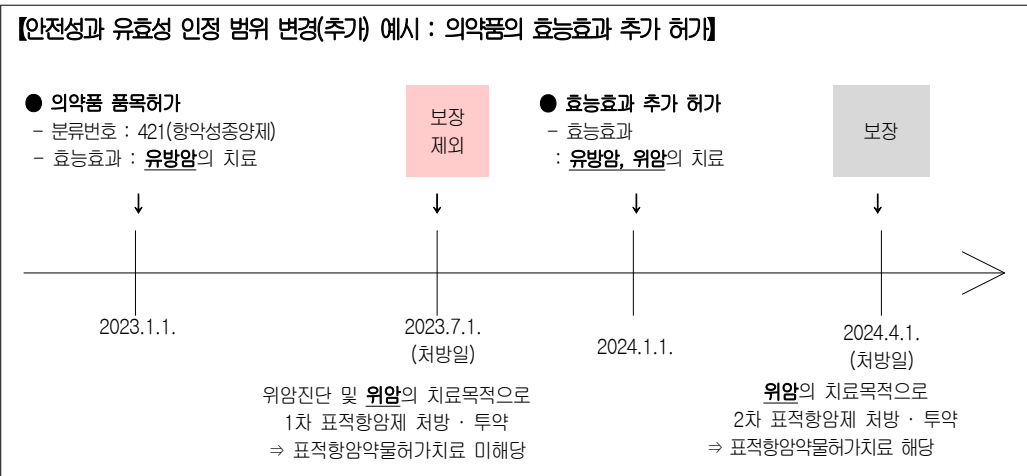 【안전성과 유효성 인정 범위 변경(추가) 예시 : 의약품의 효능효과 추가 허가】
● 의약품 품목허가
- 분류번호 : 421(항악성종양제)
- 효능효과 : 유방암의 치료
↓
보장
제외
↓
● 효능효과 추가 허가
- 효능효과
: 유방암, 위암의 치료
↓
보장
↓
2023.1.1.
2023.7.1.
(처방일)
위암진단 및 위암의 치료목적으로
1차 표적항암제 처방 · 투약
⇒ 표적항암약물허가치료 미해당
2024.1.1.
2024.4.1.
(처방일)
위암의 치료목적으로
2차 표적항암제 처방 · 투약
⇒ 표적항암약물허가치료 해당